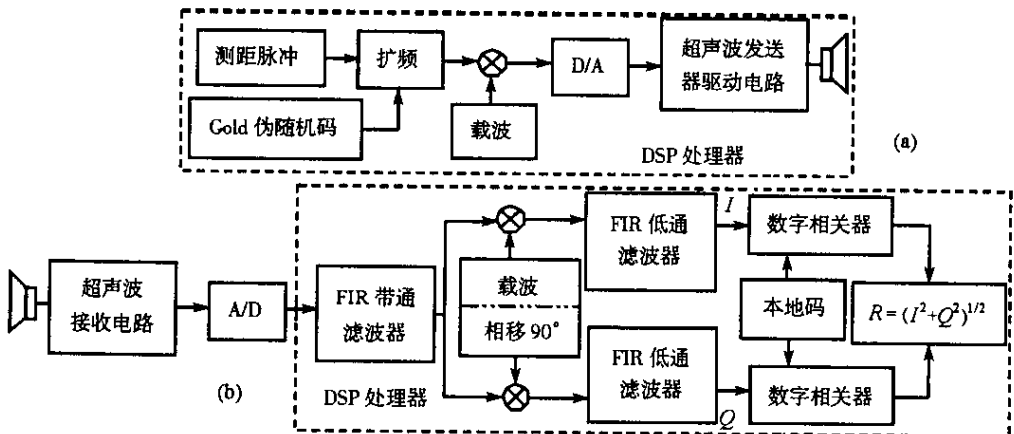 测距脉冲
扩频
D/A
超声波发送
器驱动电路
Gold 伪随机码
载波
DSP 处理器
(a)
超声波
接收电路
A/D
FIR 带通
滤波器
载波
相移 90°
FIR 低通
滤波器
I
数字相关器
本地码
R = (I²+Q²)^{1/2}
FIR 低通
滤波器
Q
数字相关器
(b)
DSP 处理器